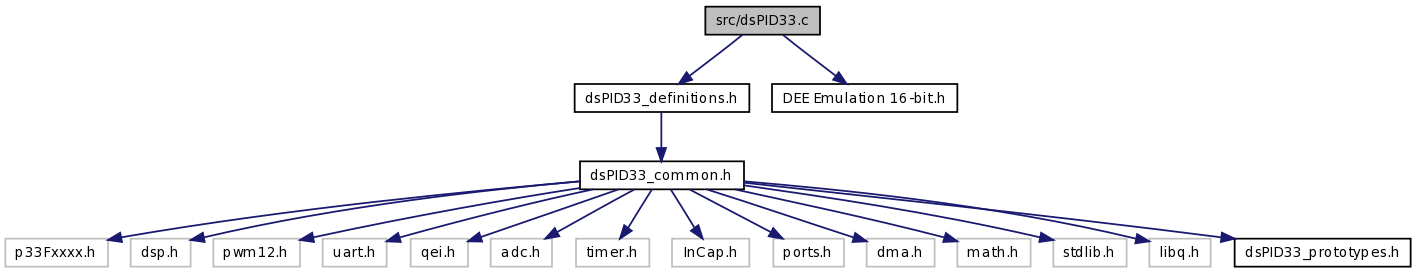 src/dsPID33.c
dsPID33_definitions.h
DEE Emulation 16-bit.h
dsPID33_common.h
p33Fxxxx.h
dsp.h
pwm12.h
uart.h
qei.h
adc.h
timer.h
InCap.h
ports.h
dma.h
math.h
stdlib.h
libq.h
dsPID33_prototypes.h